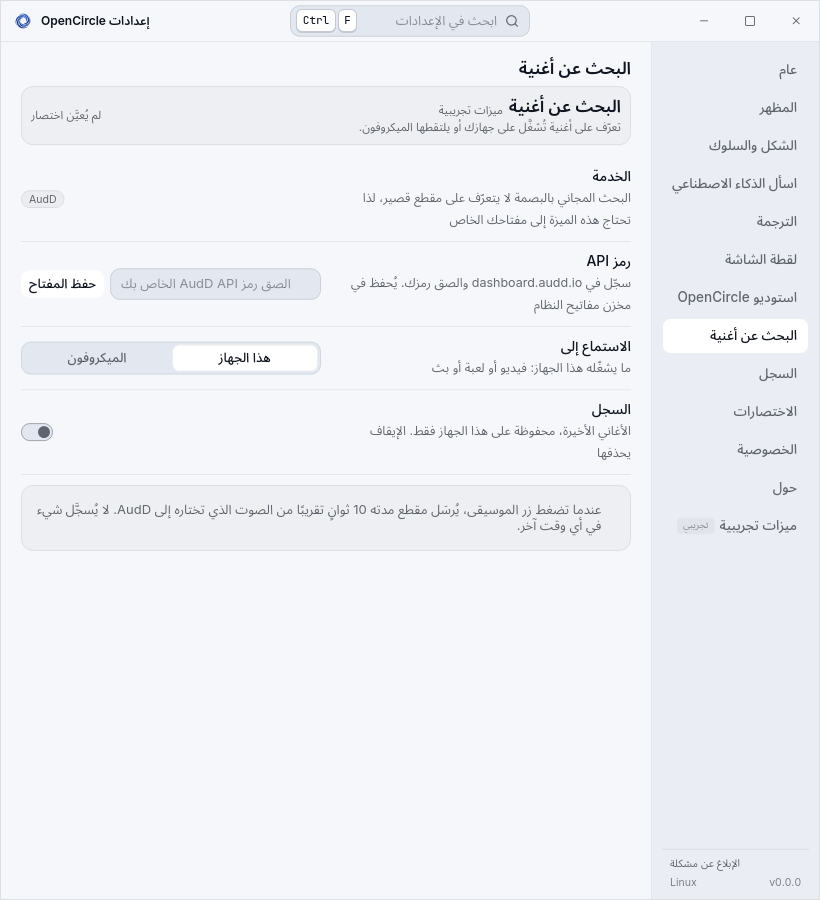 إعدادات OpenCircle
ابحث في الإعدادات
Ctrl F
عام
المظهر
الشكل والسلوك
اسأل الذكاء الاصطناعي
الترجمة
لقطة الشاشة
استوديو OpenCircle
البحث عن أغنية
السجل
الاختصارات
الخصوصية
حول
ميزات تجريبية تجريبي
الإبلاغ عن مشكلة
Linux v0.0.0
البحث عن أغنية
البحث عن أغنية ميزات تجريبية
تعرّف على أغنية تُشغَّل على جهازك أو يلتقطها الميكروفون.
لم يُعيَّن اختصار
الخدمة
البحث المجاني بالبصمة لا يتعرّف على مقطع قصير، لذا
تحتاج هذه الميزة إلى مفتاحك الخاص
AudD
رمز API
سجّل في dashboard.audd.io والصق رمزك. يُحفظ في
مخزن مفاتيح النظام
الصق رمز AudD API الخاص بك
حفظ المفتاح
الاستماع إلى
ما يشغّله هذا الجهاز: فيديو أو لعبة أو بث
هذا الجهاز
الميكروفون
السجل
الأغاني الأخيرة، محفوظة على هذا الجهاز فقط. الإيقاف
يحذفها
عندما تضغط زر الموسيقى، يُرسَل مقطع مدته 10 ثوانٍ تقريبًا من الصوت الذي تختاره إلى AudD. لا يُسجَّل شيء
في أي وقت آخر.